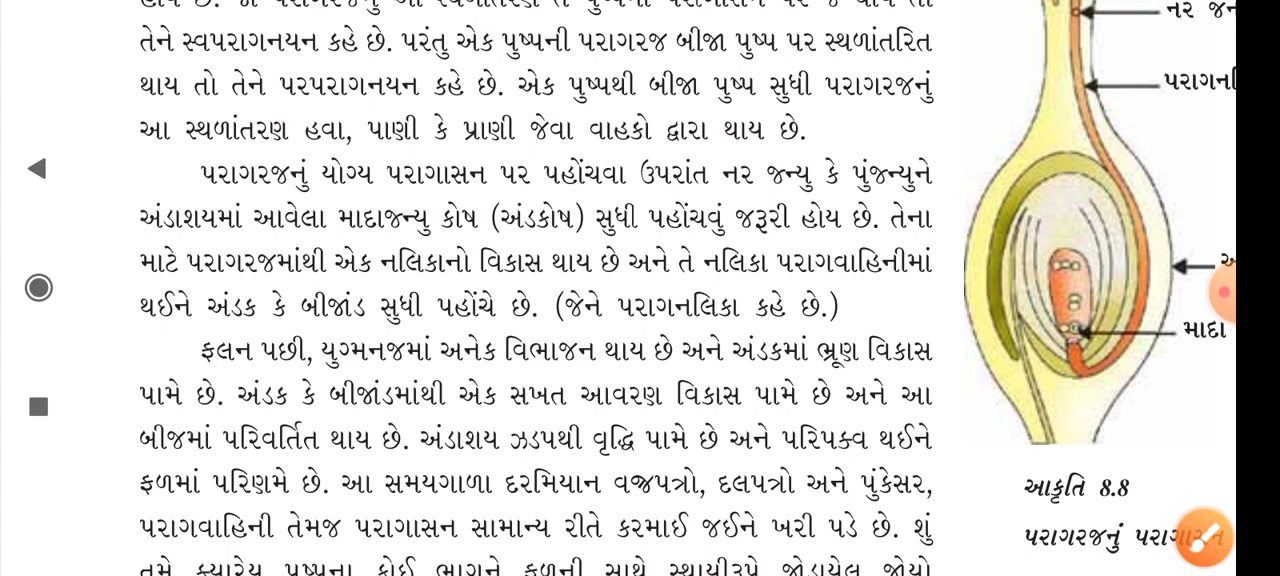 તેને સ્વપરાગનયન કહે છે. પરંતુ એક પુષ્પની પરાગરજ બીજા પુષ્પ પર સ્થળાંતરિત
થાય તો તેને પરપરાગનયન કહે છે. એક પુષ્પથી બીજા પુષ્પ સુધી પરાગરજનું
આ સ્થળાંતરણ હવા, પાણી કે પ્રાણી જેવા વાહકો દ્વારા થાય છે.
પરાગરજનું યોગ્ય પરાગાસન પર પહોંચવા ઉપરાંત નર જન્યુ કે પુંજન્યુને
અંડાશયમાં આવેલા માદાજન્યુ કોષ (અંડકોષ) સુધી પહોંચવું જરૂરી હોય છે. તેના
માટે પરાગરજમાંથી એક નલિકાનો વિકાસ થાય છે અને તે નલિકા પરાગવાહિનીમાં
થઈને અંડક કે બીજાંડ સુધી પહોંચે છે. (જેને પરાગનલિકા કહે છે.)
ફલન પછી, યુગ્મનજમાં અનેક વિભાજન થાય છે અને અંડકમાં ભ્રૂણ વિકાસ
પામે છે. અંડક કે બીજાંડમાંથી એક સખત આવરણ વિકાસ પામે છે અને આ
બીજમાં પરિવર્તિત થાય છે. અંડાશય ઝડપથી વૃદ્ધિ પામે છે અને પરિપક્વ થઈને
ફળમાં પરિણમે છે. આ સમયગાળા દરમિયાન વજ્રપત્રો, દલપત્રો અને પુંકેસર,
પરાગવાહિની તેમજ પરાગાસન સામાન્ય રીતે કરમાઈ જઈને ખરી પડે છે. શું
નર
માદા
આકૃતિ 8.8
પરાગરજનું